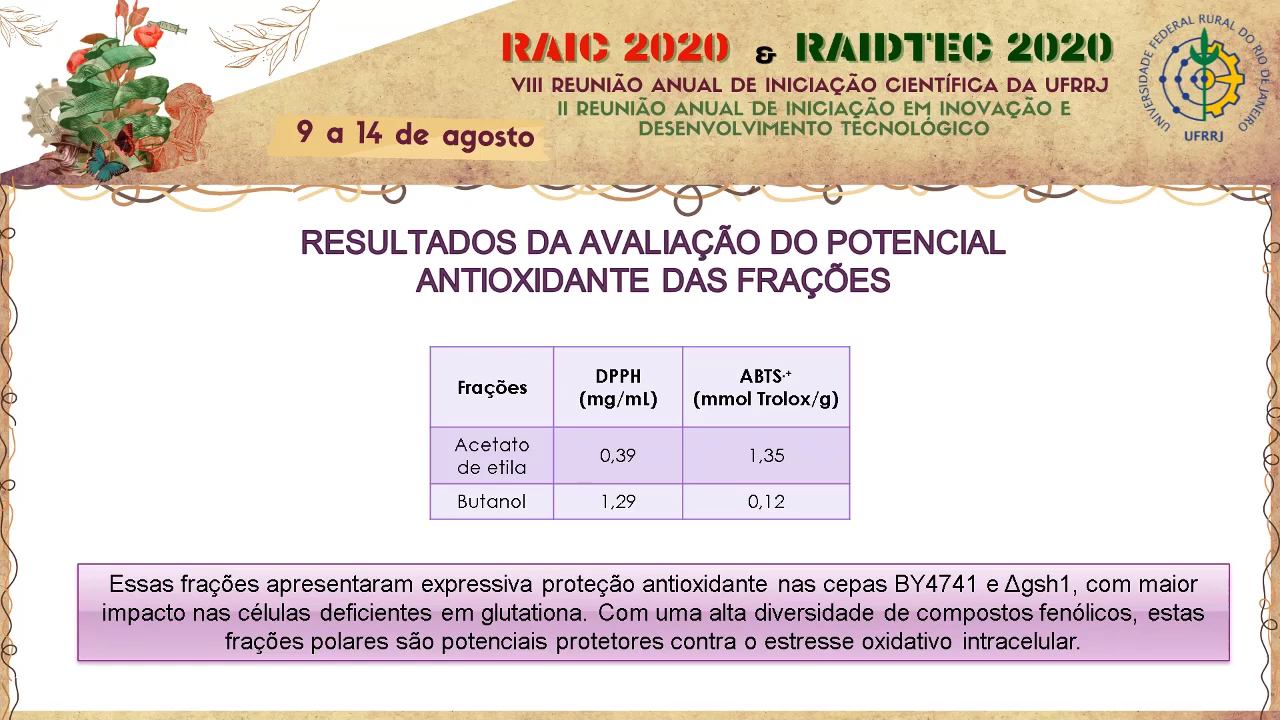 RAIC 2020 & RAIDTEC 2020
VIII REUNIÃO ANUAL DE INICIAÇÃO CIENTÍFICA DA UFRRJ
II REUNIÃO ANUAL DE INICIAÇÃO EM INOVAÇÃO E
DESENVOLVIMENTO TECNOLÓGICO
9 a 14 de agosto
UNIVERSIDADE FEDERAL RURAL DO RIO DE JANEIRO
UFRRJ
RESULTADOS DA AVALIAÇÃO DO POTENCIAL
ANTIOXIDANTE DAS FRAÇÕES
Frações
DPPH
(mg/mL)
ABTS·+
(mmol Trolox/g)
Acetato
de etila
0,39
1,35
Butanol
1,29
0,12
Essas frações apresentaram expressiva proteção antioxidante nas cepas BY4741 e Δgsh1, com maior
impacto nas células deficientes em glutationa. Com uma alta diversidade de compostos fenólicos, estas
frações polares são potenciais protetores contra o estresse oxidativo intracelular.